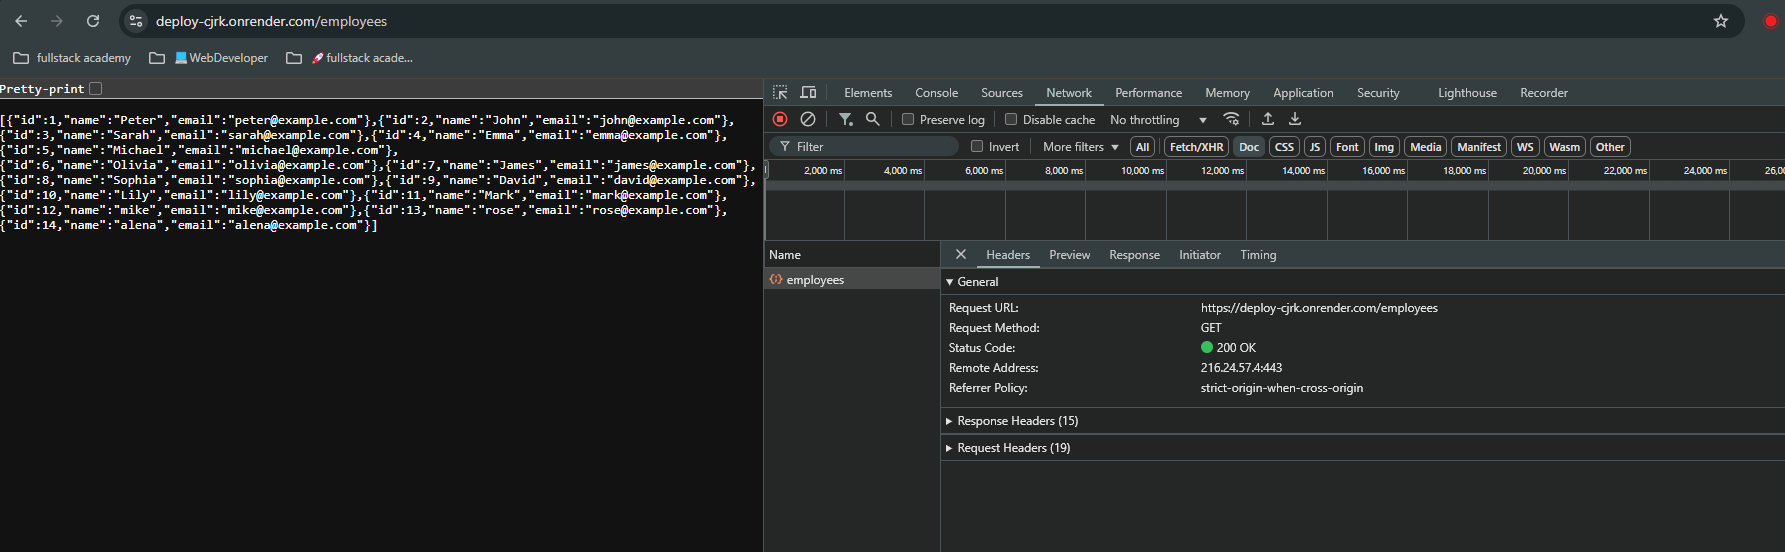 deploy-cjrk.onrender.com/employees
fullstack academy
WebDeveloper
fullstack acade...
Pretty-print
[{"id":1,"name":"Peter","email":"peter@example.com"},{"id":2,"name":"John","email":"john@example.com"},
{"id":3,"name":"Sarah","email":"sarah@example.com"},{"id":4,"name":"Emma","email":"emma@example.com"},
{"id":5,"name":"Michael","email":"michael@example.com"},
{"id":6,"name":"Olivia","email":"olivia@example.com"},{"id":7,"name":"James","email":"james@example.com"},
{"id":8,"name":"Sophia","email":"sophia@example.com"},{"id":9,"name":"David","email":"david@example.com"},
{"id":10,"name":"Lily","email":"lily@example.com"},{"id":11,"name":"Mark","email":"mark@example.com"},
{"id":12,"name":"mike","email":"mike@example.com"},{"id":13,"name":"rose","email":"rose@example.com"},
{"id":14,"name":"alena","email":"alena@example.com"}]
Elements Console Sources Network Performance Memory Application Security Lighthouse Recorder
Preserve log Disable cache No throttling
Filter Invert More filters All Fetch/XHR Doc CSS JS Font Img Media Manifest WS Wasm Other
2,000 ms 4,000 ms 6,000 ms 8,000 ms 10,000 ms 12,000 ms 14,000 ms 16,000 ms 18,000 ms 20,000 ms 22,000 ms 24,000 ms 26,0
Name
employees
Headers Preview Response Initiator Timing
General
Request URL: https://deploy-cjrk.onrender.com/employees
Request Method: GET
Status Code: 200 OK
Remote Address: 216.24.57.4:443
Referrer Policy: strict-origin-when-cross-origin
Response Headers (15)
Request Headers (19)